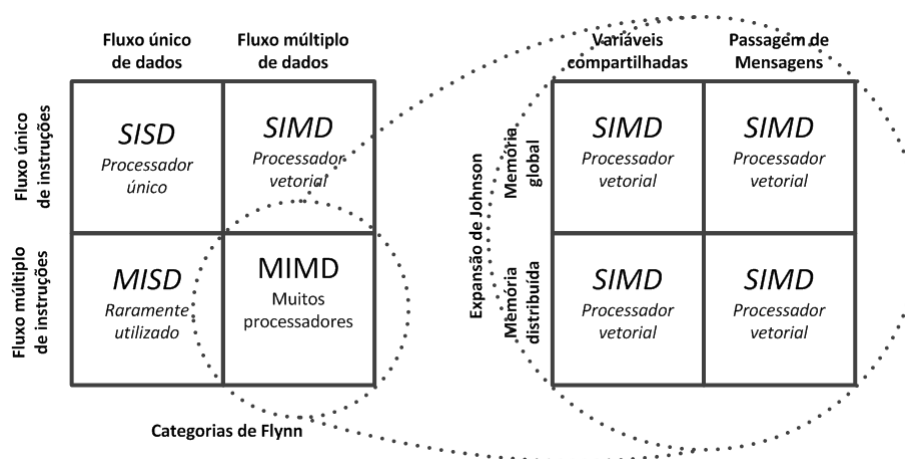 Fluxo único
de dados
Fluxo múltiplo
de dados
Fluxo único
de instruções
SISD
Processador
único
SIMD
Processador
vetorial
Fluxo múltiplo
de instruções
MISD
Raramente
utilizado
MIMD
Muitos
processadores
Categorias de Flynn
Variáveis
compartilhadas
Passagem de
Mensagens
Expansão de Johnson
Memória
global
SIMD
Processador
vetorial
SIMD
Processador
vetorial
Memória
distribuída
SIMD
Processador
vetorial
SIMD
Processador
vetorial